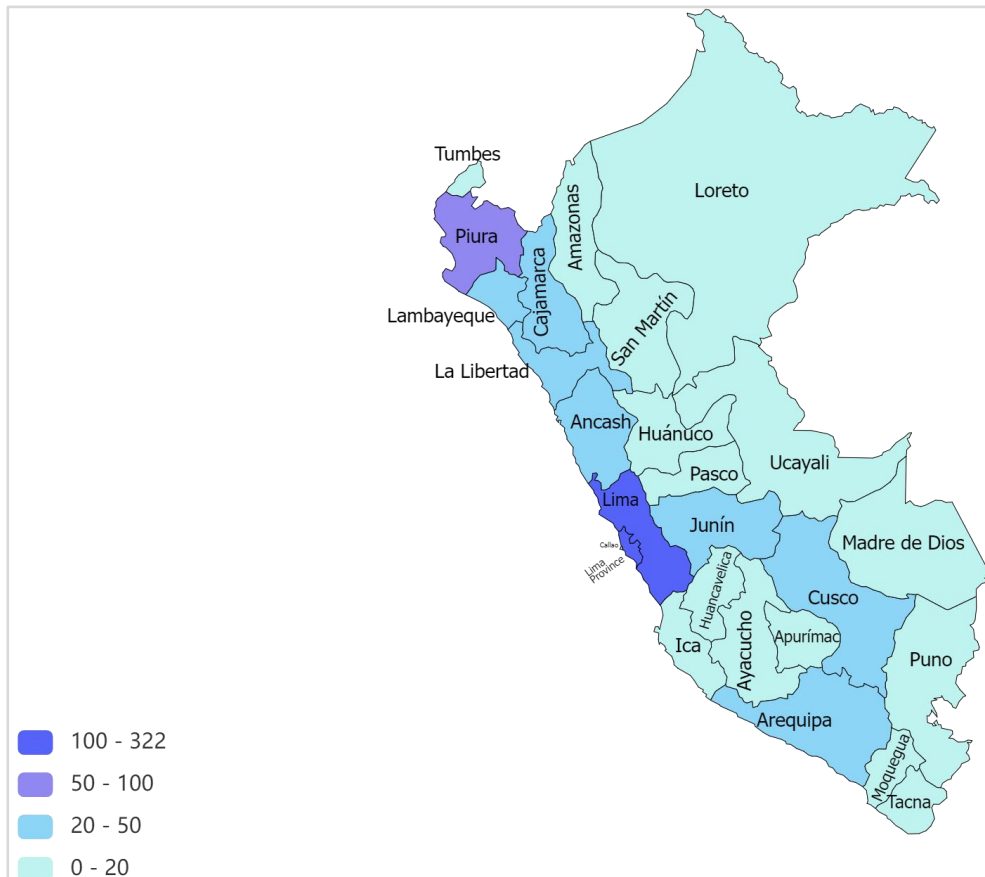 Tumbes
Loreto
Amazonas
Piura
Cajamarca
Lambayeque
San Martín
La Libertad
Ancash
Huánuco
Ucayali
Pasco
Lima
Junín
Madre de Dios
Callao
Lima
Province
Huancavelica
Cusco
Apurímac
Ica
Ayacucho
Puno
Arequipa
Moquegua
Tacna
100 - 322
50 - 100
20 - 50
0 - 20